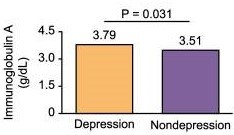 P = 0.031
Immunoglobulin A
(g/dL)
4.5
3.0
1.5
0
3.79
3.51
Depression
Nondepression